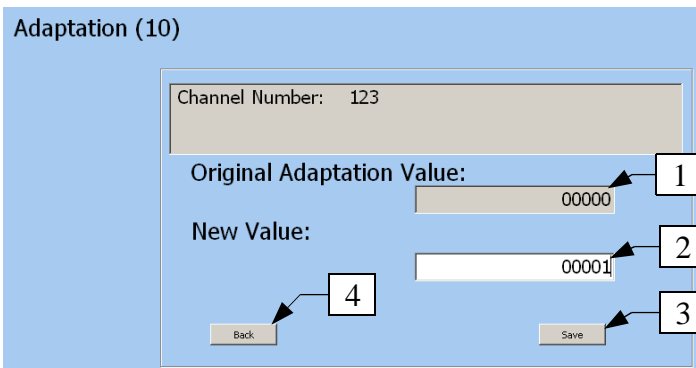 Adaptation (10)
Channel Number: 123
Original Adaptation Value:
1
00000
New Value:
2
00001
4
3
Back
Save